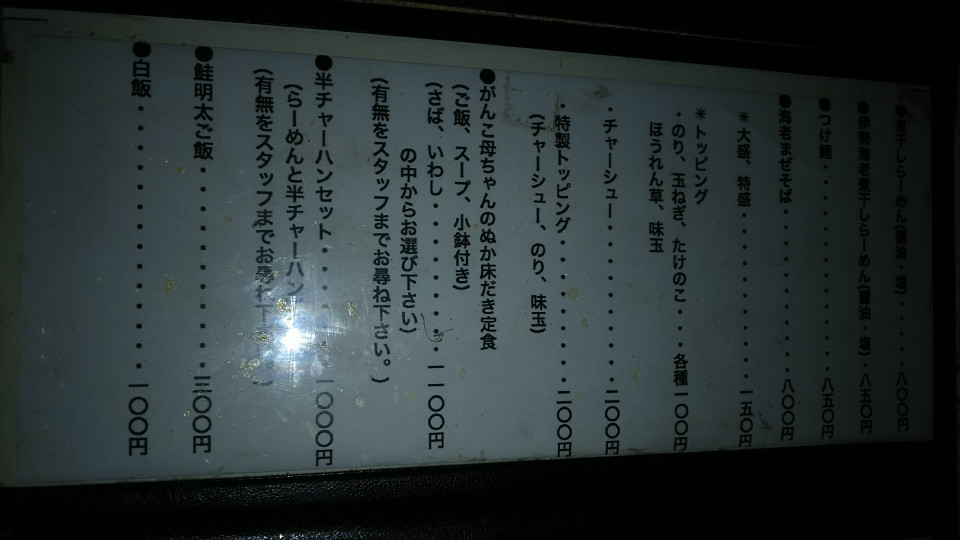 ●煮干しらーめん(醤油・塩)・・・・八〇〇円
●伊勢海老煮干しらーめん(醤油・塩)・八五〇円
●つけ麺・・・・・・・・・・・・八五〇円
●海老まぜそば・・・・・・・・・八〇〇円
＊大盛、特盛・・・・・・・・・一五〇円
＊トッピング
・のり、玉ねぎ、たけのこ・・・各種一〇〇円
ほうれん草、味玉
・チャーシュー・・・・・・・・二〇〇円
・特製トッピング・・・・・・・二〇〇円
(チャーシュー、のり、味玉)
●がんこ母ちゃんのぬか床だき定食
(ご飯、スープ、小鉢付き)
(さば、いわし・・・・・・・・一一〇〇円
の中からお選び下さい)
(有無をスタッフまでお尋ね下さい。)
●半チャーハンセット・・・・・一〇〇〇円
(らーめんと半チャーハン
(有無をスタッフまでお尋ね下さい。)
●鮭明太ご飯・・・・・・・・・三〇〇円
●白飯・・・・・・・・・・・・一〇〇円